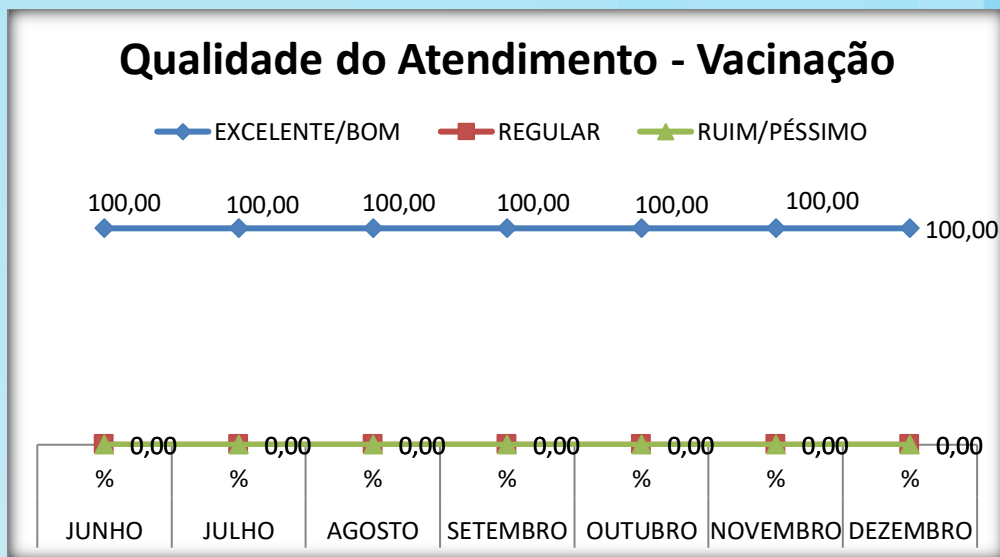 Qualidade do Atendimento - Vacinação
EXCELENTE/BOM REGULAR RUIM/PÉSSIMO
100,00 100,00 100,00 100,00 100,00 100,00 100,00
0,00 0,00 0,00 0,00 0,00 0,00 0,00
% % % % % % %
JUNHO JULHO AGOSTO SETEMBRO OUTUBRO NOVEMBRO DEZEMBRO